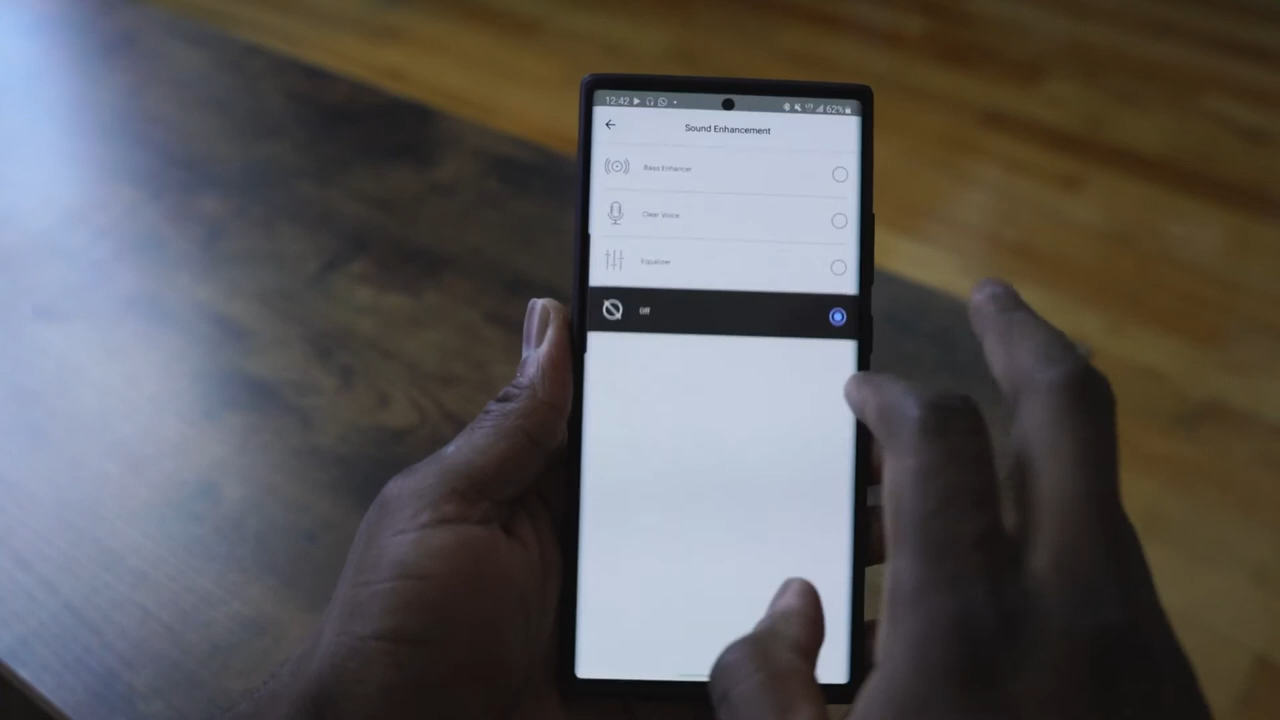 12:42
62%
Sound Enhancement
Bass Enhancer
Clear Voice
Equalizer
Off